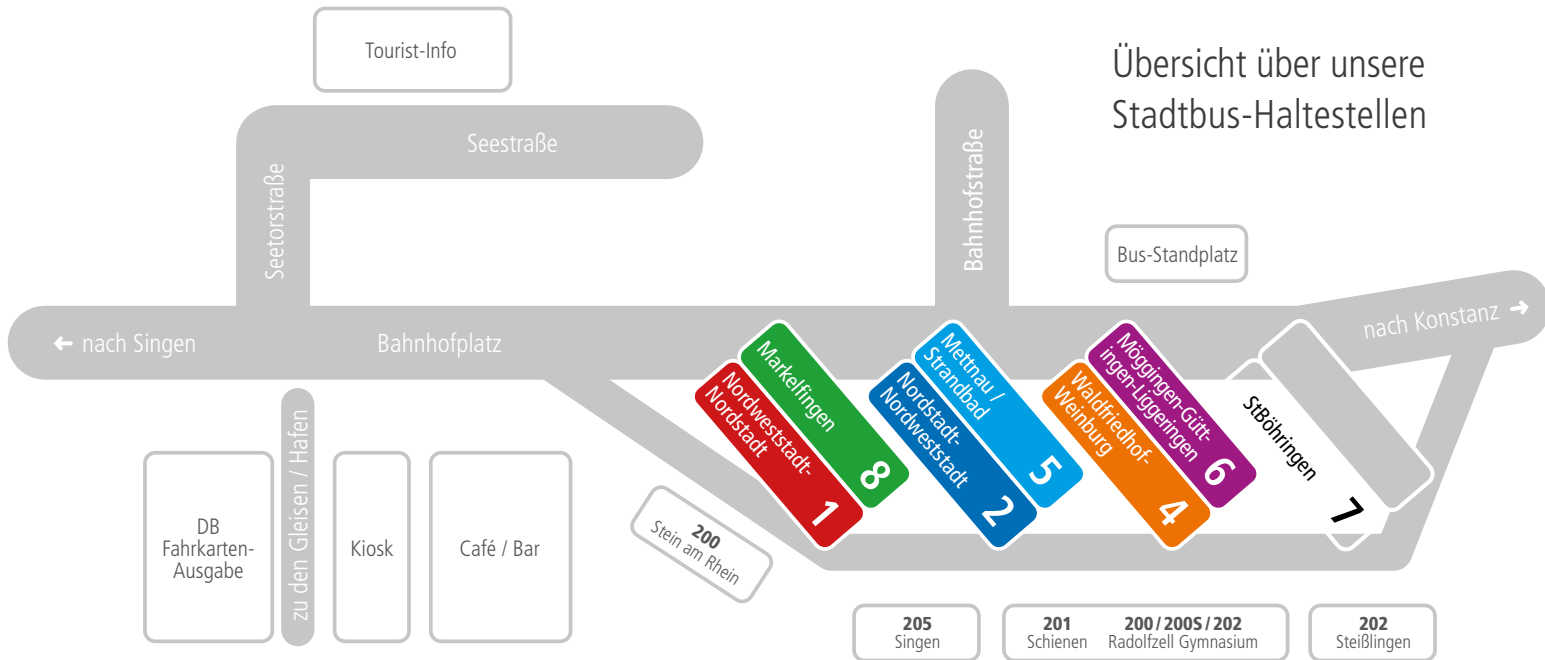 Tourist-Info
Übersicht über unsere
Stadtbus-Haltestellen
Seestraße
Seetorstraße
Bahnhofstraße
Bus-Standplatz
← nach Singen
Bahnhofplatz
nach Konstanz →
Markelfingen
8
Nordweststadt-
Nordstadt
1
Mettnau /
Strandbad
5
Nordstadt-
Nordweststadt
2
Möggingen-Gütt-
ingen-Liggeringen
6
Waldfriedhof-
Weinburg
4
StBöhringen
7
zu den Gleisen / Hafen
DB
Fahrkarten-
Ausgabe
Kiosk
Café / Bar
200
Stein am Rhein
205
Singen
201
Schienen
200 / 200S / 202
Radolfzell Gymnasium
202
Steißlingen